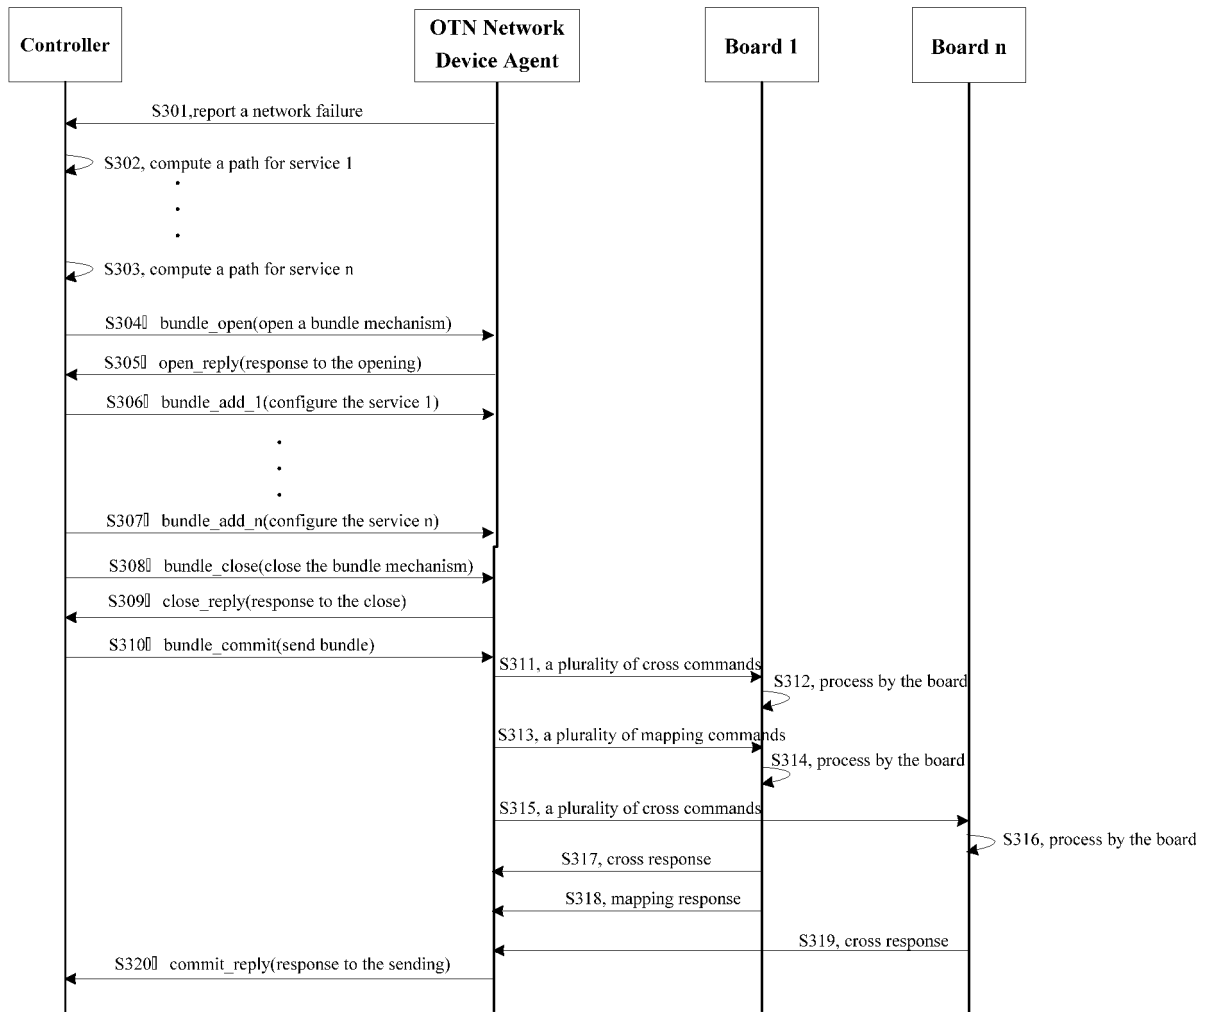 Controller
OTN Network
Device Agent
Board 1
Board n
S301,report a network failure
S302, compute a path for service 1
S303, compute a path for service n
S304▯ bundle_open(open a bundle mechanism)
S305▯ open_reply(response to the opening)
S306▯ bundle_add_1(configure the service 1)
S307▯ bundle_add_n(configure the service n)
S308▯ bundle_close(close the bundle mechanism)
S309▯ close_reply(response to the close)
S310▯ bundle_commit(send bundle)
S311, a plurality of cross commands
S312, process by the board
S313, a plurality of mapping commands
S314, process by the board
S315, a plurality of cross commands
S316, process by the board
S317, cross response
S318, mapping response
S319, cross response
S320▯ commit_reply(response to the sending)